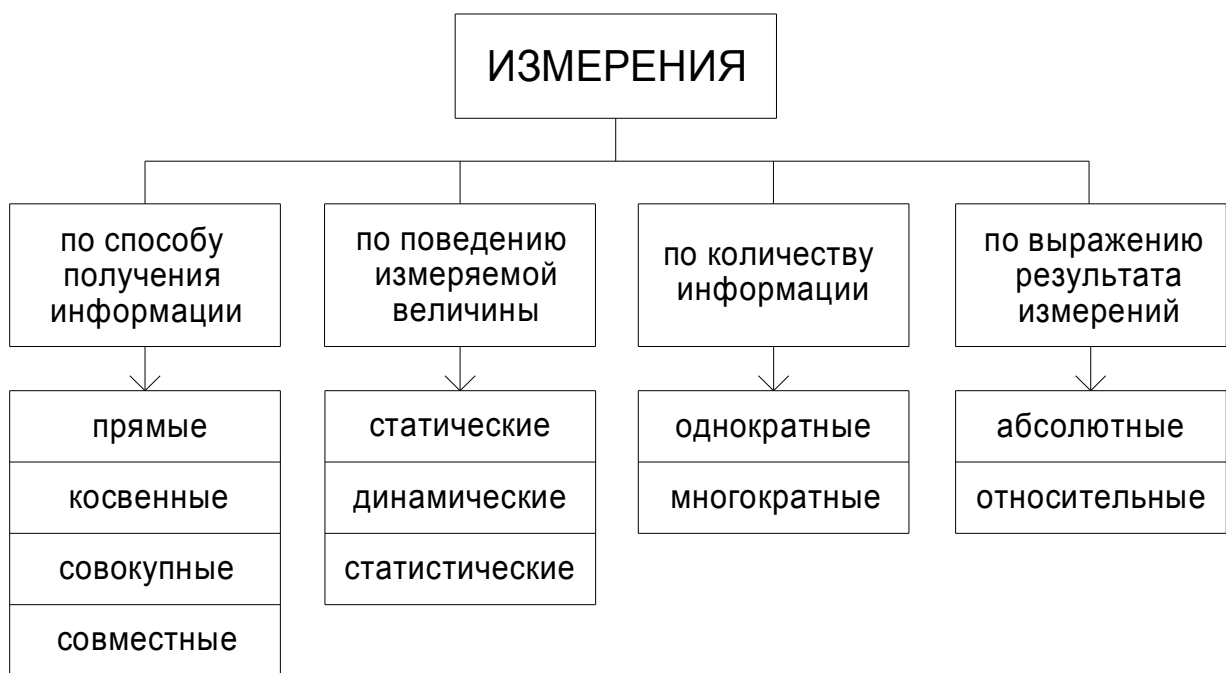 ИЗМЕРЕНИЯ
по способу
получения
информации
по поведению
измеряемой
величины
по количеству
информации
по выражению
результата
измерений
прямые
косвенные
совокупные
совместные
статические
динамические
статистические
однократные
многократные
абсолютные
относительные